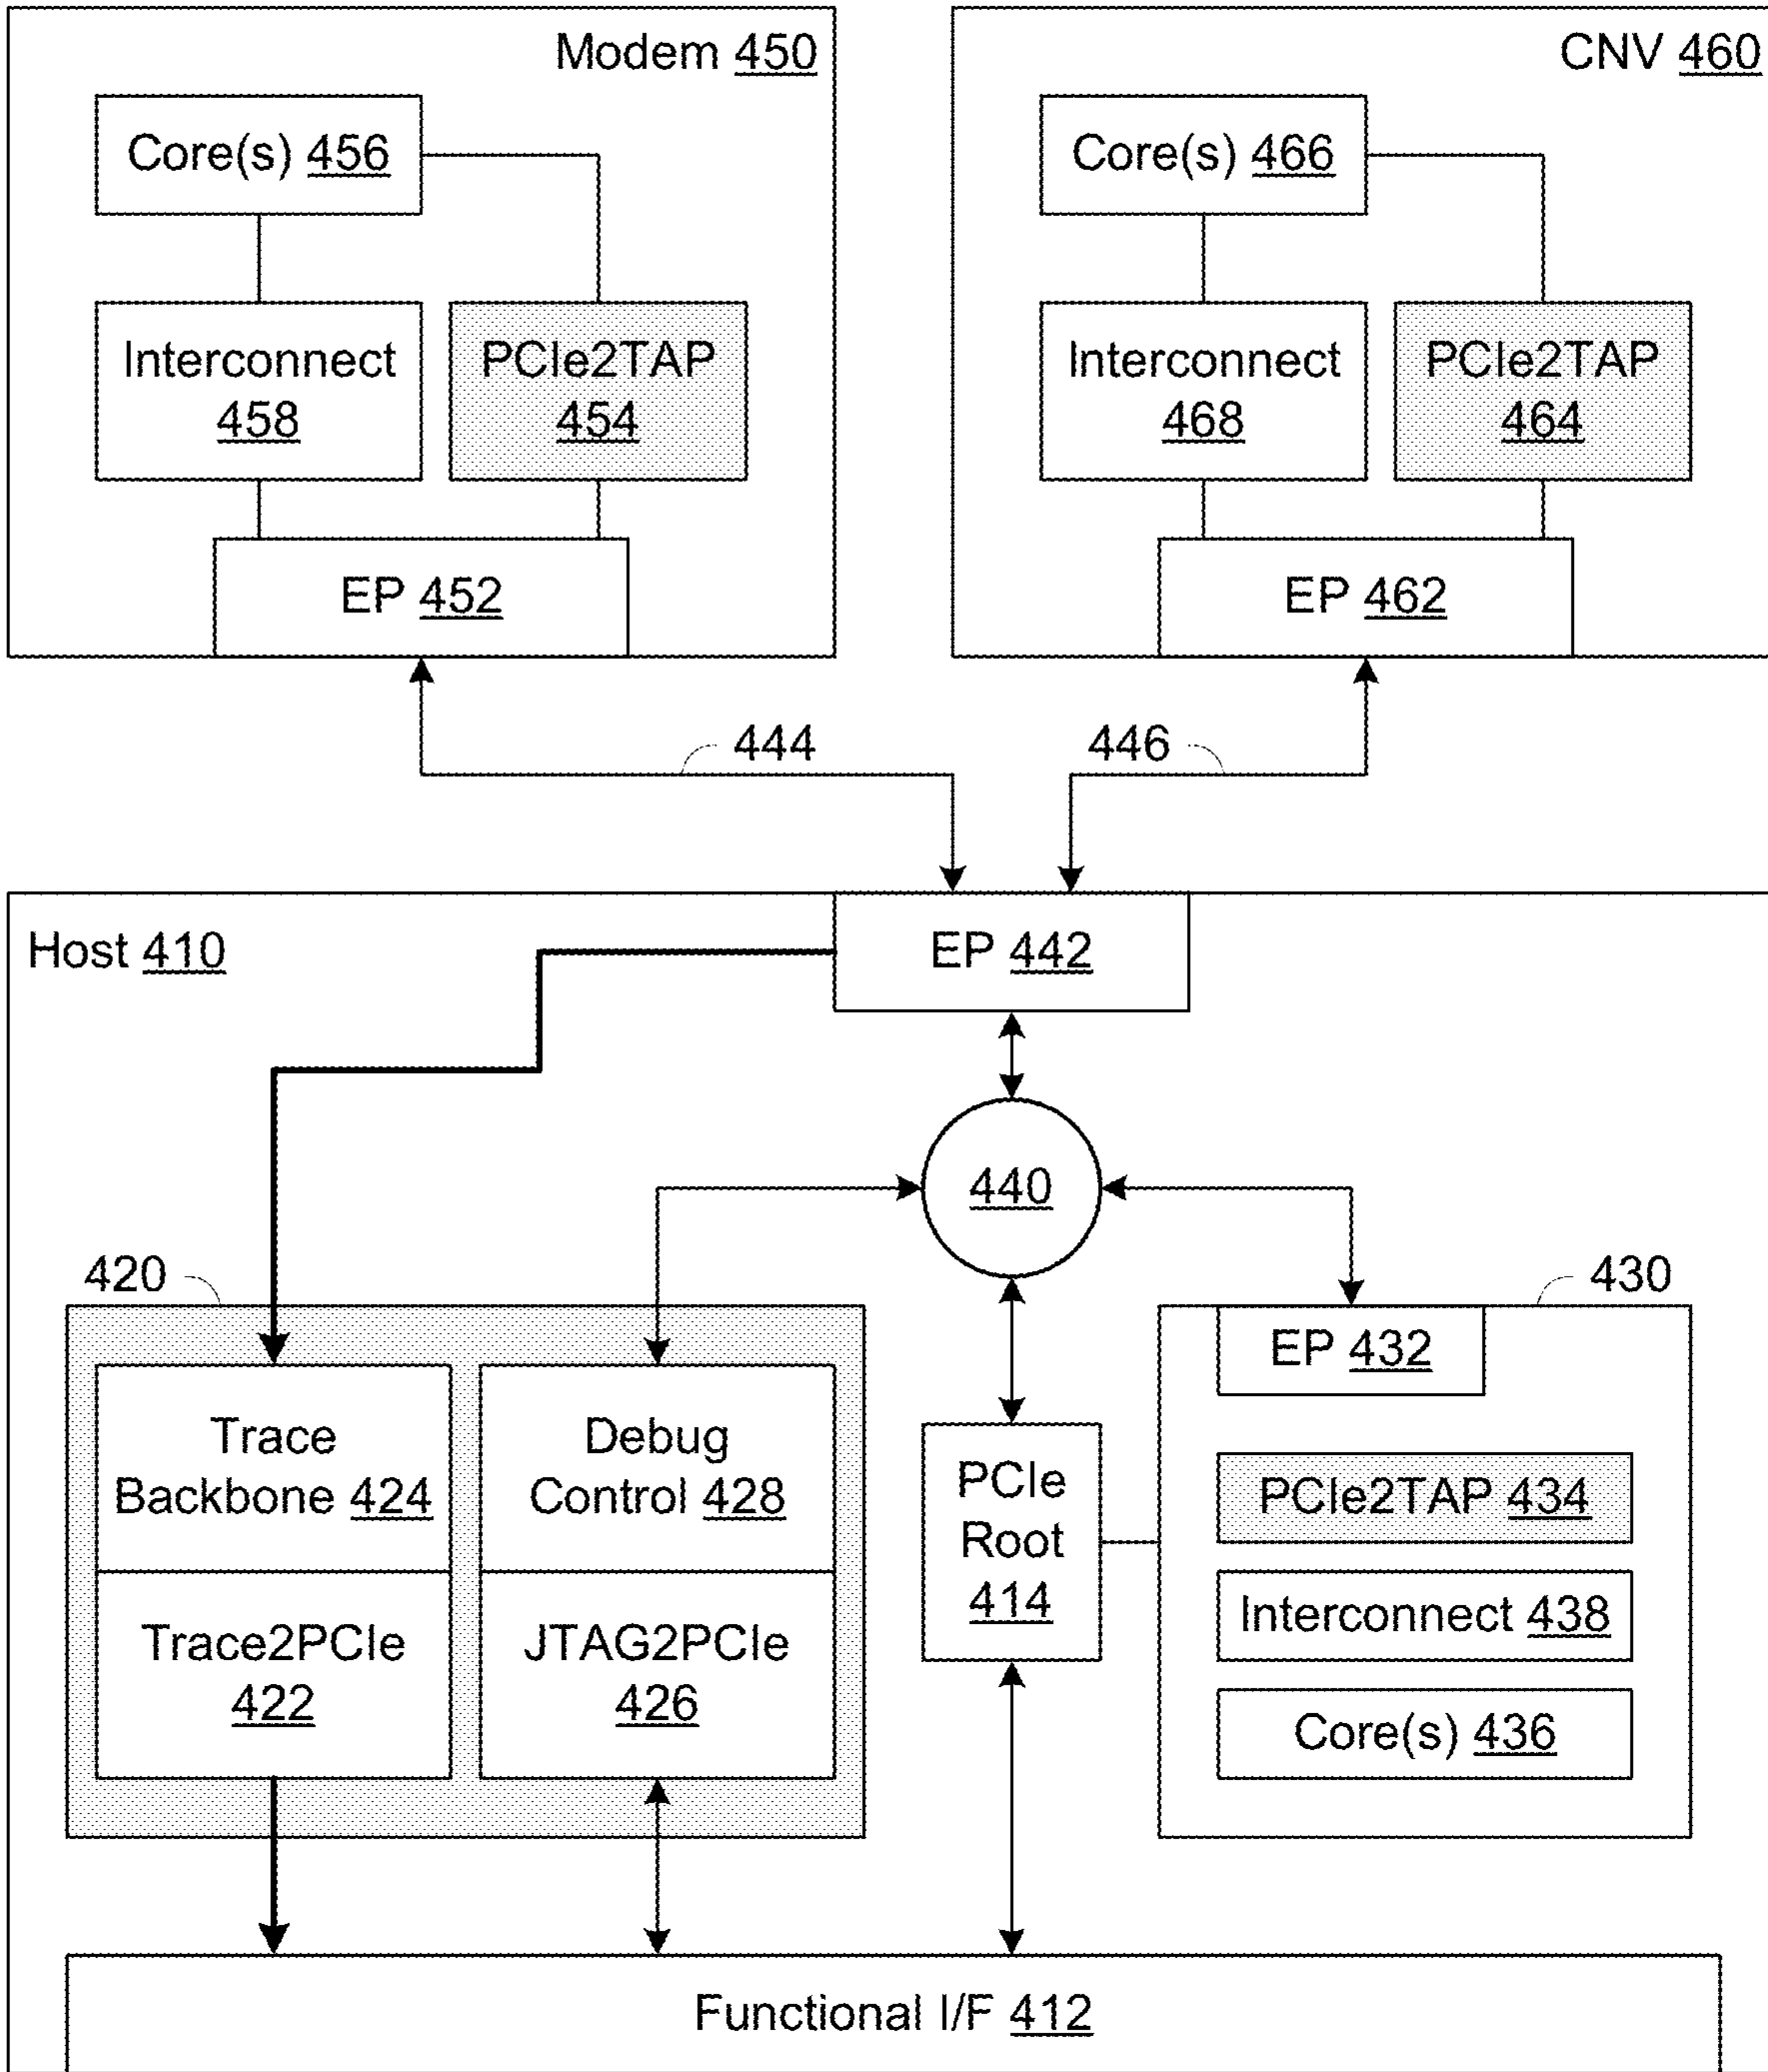 Modem 450
Core(s) 456
Interconnect
458
PCIe2TAP
454
EP 452
CNV 460
Core(s) 466
Interconnect
468
PCIe2TAP
464
EP 462
444
446
Host 410
EP 442
440
420
430
Trace
Backbone 424
Trace2PCIe
422
Debug
Control 428
JTAG2PCIe
426
PCIe
Root
414
EP 432
PCIe2TAP 434
Interconnect 438
Core(s) 436
Functional I/F 412